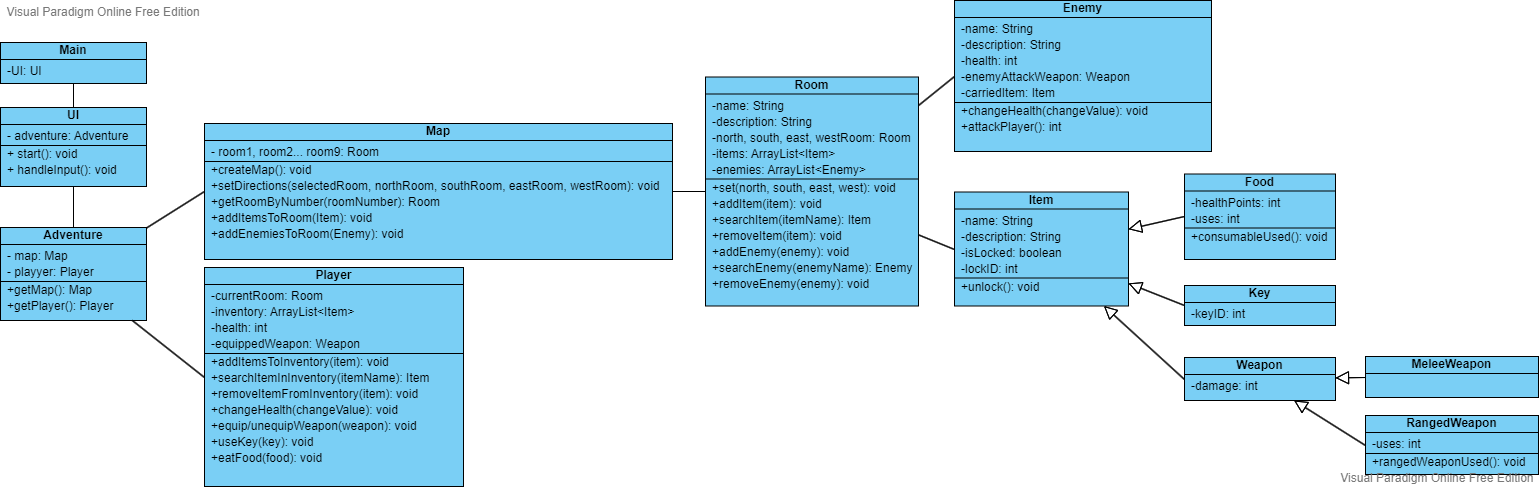 Visual Paradigm Online Free Edition
Main
-UI: UI
UI
- adventure: Adventure
+ start(): void
+ handleInput(): void
Adventure
- map: Map
- playyer: Player
+getMap(): Map
+getPlayer(): Player
Map
- room1, room2... room9: Room
+createMap(): void
+setDirections(selectedRoom, northRoom, southRoom, eastRoom, westRoom): void
+getRoomByNumber(roomNumber): Room
+addItemsToRoom(Item): void
+addEnemiesToRoom(Enemy): void
Player
-currentRoom: Room
-inventory: ArrayList<Item>
-health: int
-equippedWeapon: Weapon
+addItemsToInventory(item): void
+searchItemInInventory(itemName): Item
+removeItemFromInventory(item): void
+changeHealth(changeValue): void
+equip/unequipWeapon(weapon): void
+useKey(key): void
+eatFood(food): void
Room
-name: String
-description: String
-north, south, east, westRoom: Room
-items: ArrayList<Item>
-enemies: ArrayList<Enemy>
+set(north, south, east, west): void
+addItem(item): void
+searchItem(itemName): Item
+removeItem(item): void
+addEnemy(enemy): void
+searchEnemy(enemyName): Enemy
+removeEnemy(enemy): void
Enemy
-name: String
-description: String
-health: int
-enemyAttackWeapon: Weapon
-carriedItem: Item
+changeHealth(changeValue): void
+attackPlayer(): int
Item
-name: String
-description: String
-isLocked: boolean
-lockID: int
+unlock(): void
Food
-healthPoints: int
-uses: int
+consumableUsed(): void
Key
-keyID: int
Weapon
-damage: int
MeleeWeapon
RangedWeapon
-uses: int
+rangedWeaponUsed(): void
Visual Paradigm Online Free Edition